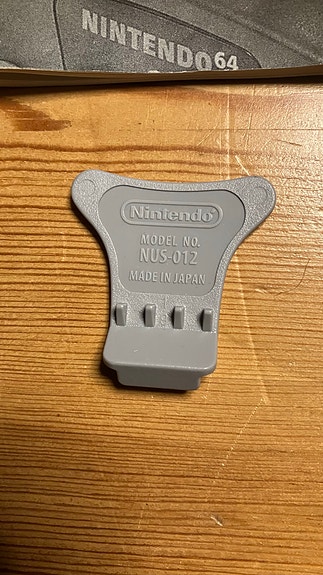 NINTENDO64
Nintendo®
MODEL NO.
NUS-012
MADE IN JAPAN